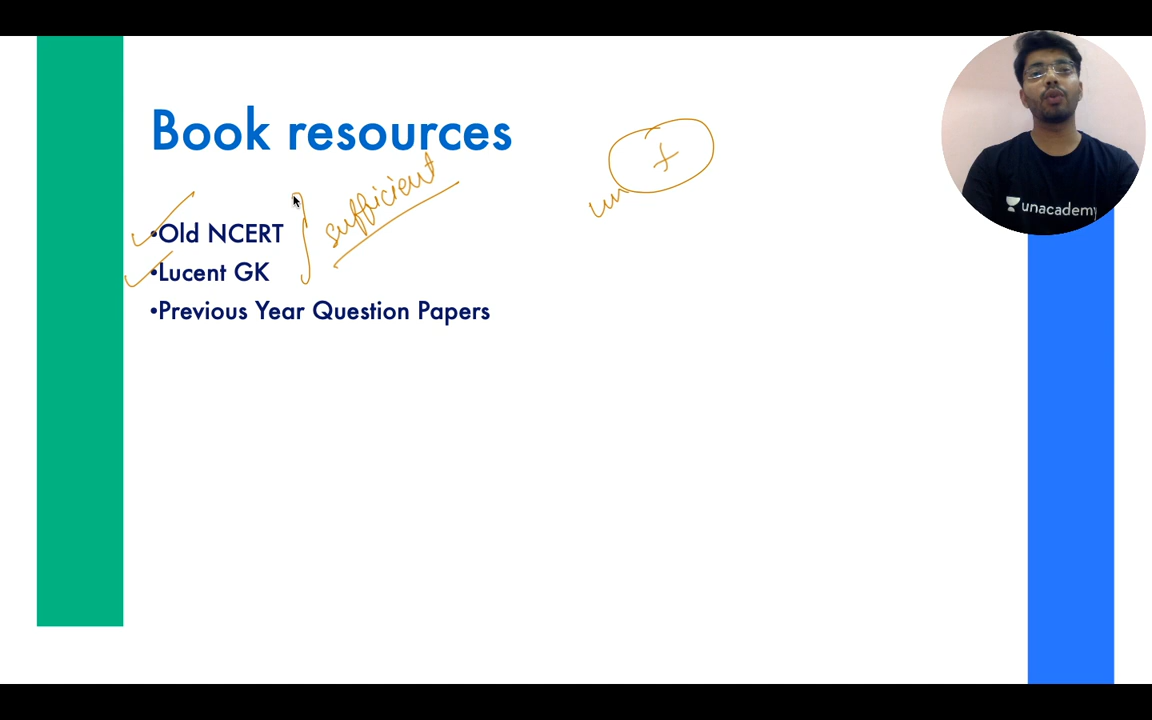 Book resources
sufficient
•Old NCERT
•Lucent GK
•Previous Year Question Papers
unacademy